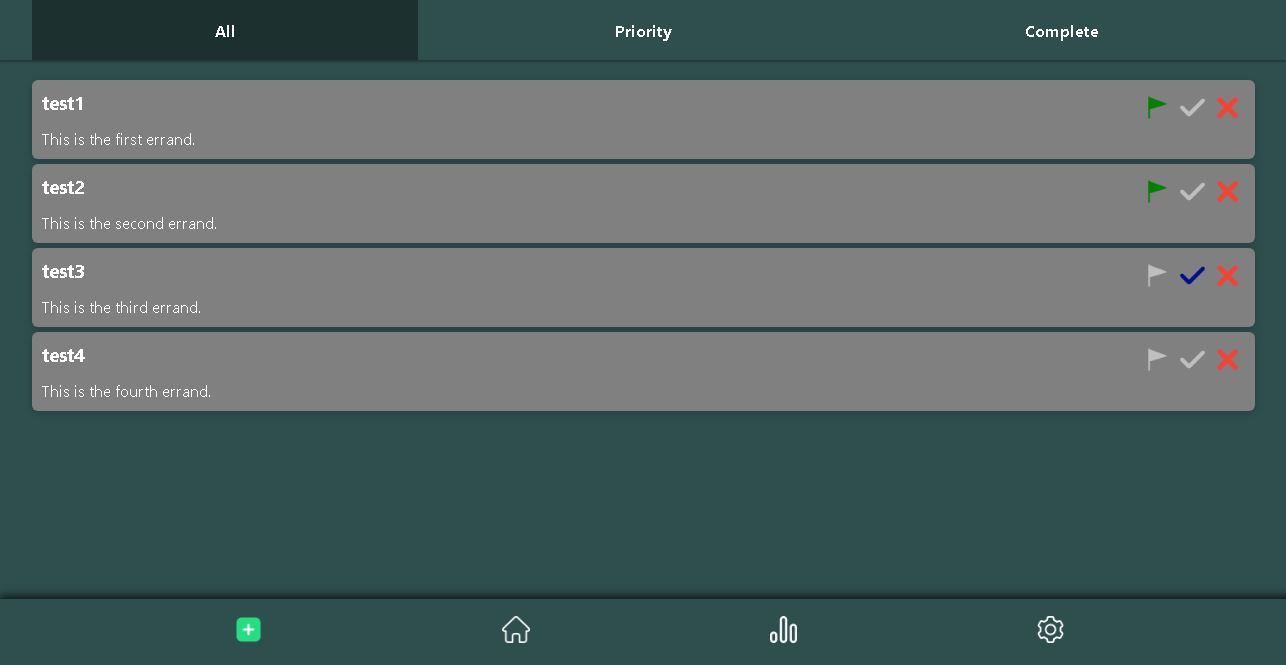 All
Priority
Complete
test1
This is the first errand.
test2
This is the second errand.
test3
This is the third errand.
test4
This is the fourth errand.